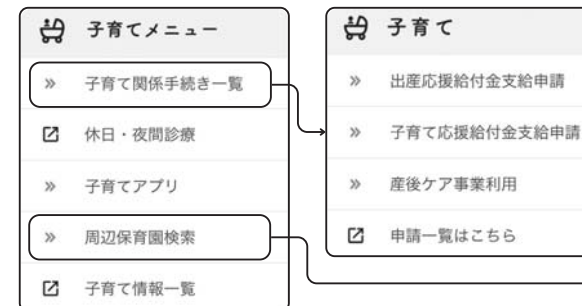 子育てメニュー
子育て関係手続き一覧
休日・夜間診療
子育てアプリ
周辺保育園検索
子育て情報一覧
子育て
出産応援給付金支給申請
子育て応援給付金支給申請
産後ケア事業利用
申請一覧はこちら